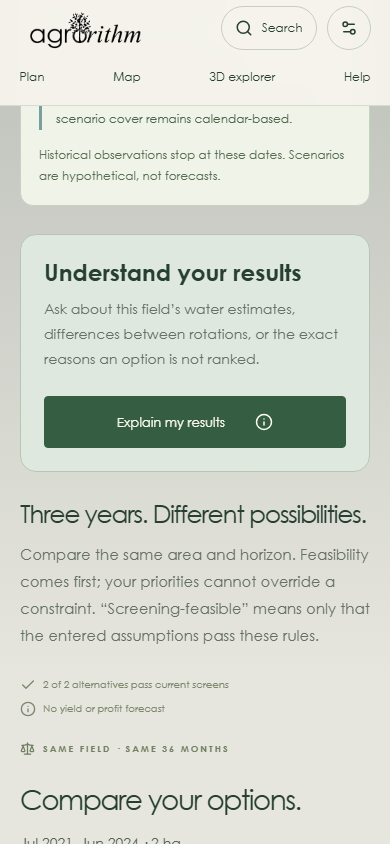 agrorithm
Search
Plan
Map
3D explorer
Help
scenario cover remains calendar-based.
Historical observations stop at these dates. Scenarios
are hypothetical, not forecasts.
Understand your results
Ask about this field’s water estimates,
differences between rotations, or the exact
reasons an option is not ranked.
Explain my results
Three years. Different possibilities.
Compare the same area and horizon. Feasibility
comes first; your priorities cannot override a
constraint. “Screening-feasible” means only that
the entered assumptions pass these rules.
2 of 2 alternatives pass current screens
No yield or profit forecast
SAME FIELD · SAME 36 MONTHS
Compare your options.